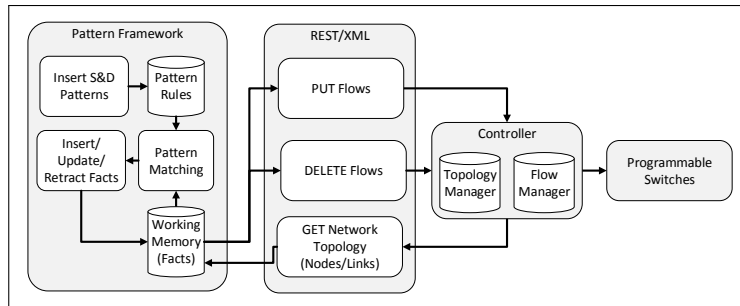 Pattern Framework
Insert S&D
Patterns
Pattern
Rules
Insert/
Update/
Retract Facts
Pattern
Matching
Working
Memory
(Facts)
REST/XML
PUT Flows
DELETE Flows
GET Network
Topology
(Nodes/Links)
Controller
Topology
Manager
Flow
Manager
Programmable
Switches